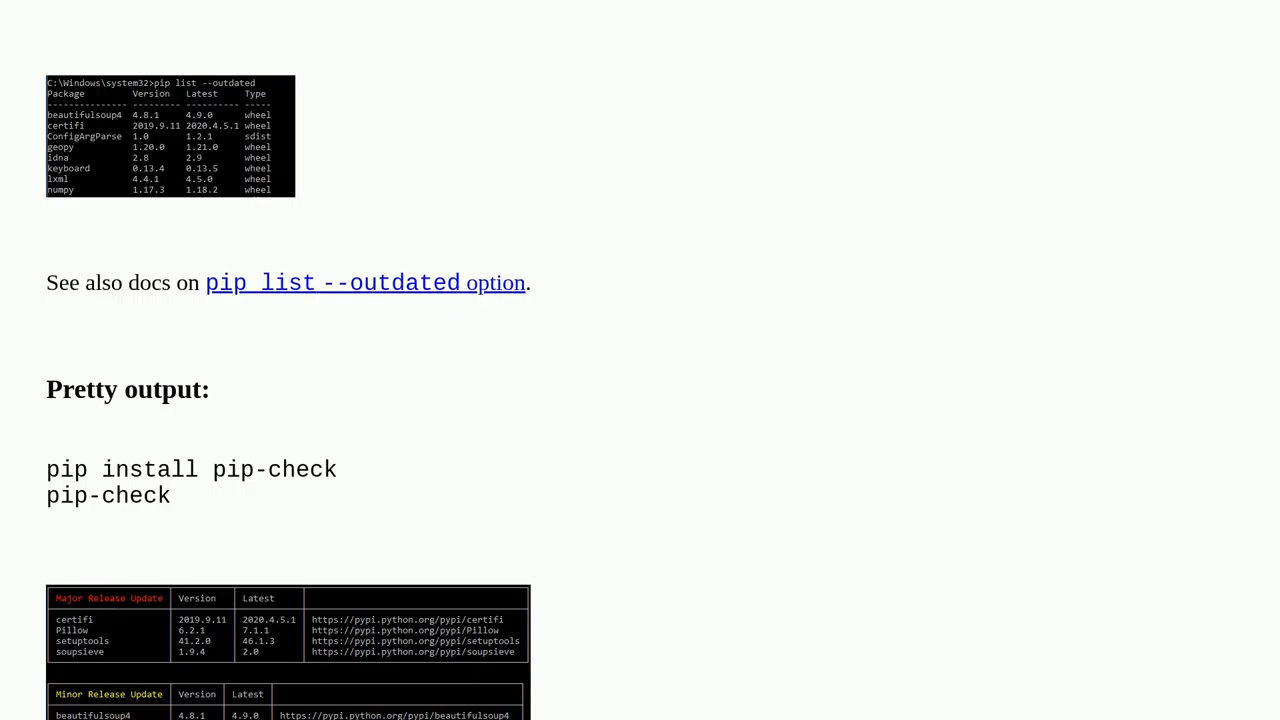 C:\Windows\system32>pip list --outdated
Package Version Latest Type
--------------- --------- ---------- -----
beautifulsoup4 4.8.1 4.9.0 wheel
certifi 2019.9.11 2020.4.5.1 wheel
ConfigArgParse 1.0 1.2.1 sdist
geopy 1.20.0 1.21.0 wheel
idna 2.8 2.9 wheel
keyboard 0.13.4 0.13.5 wheel
lxml 4.4.1 4.5.0 wheel
numpy 1.17.3 1.18.2 wheel
See also docs on pip list --outdated option.
Pretty output:
pip install pip-check
pip-check
Major Release Update Version Latest
certifi 2019.9.11 2020.4.5.1 https://pypi.python.org/pypi/certifi
Pillow 6.2.1 7.1.1 https://pypi.python.org/pypi/Pillow
setuptools 41.2.0 46.1.3 https://pypi.python.org/pypi/setuptools
soupsieve 1.9.4 2.0 https://pypi.python.org/pypi/soupsieve
Minor Release Update Version Latest
beautifulsoup4 4.8.1 4.9.0 https://pypi.python.org/pypi/beautifulsoup4